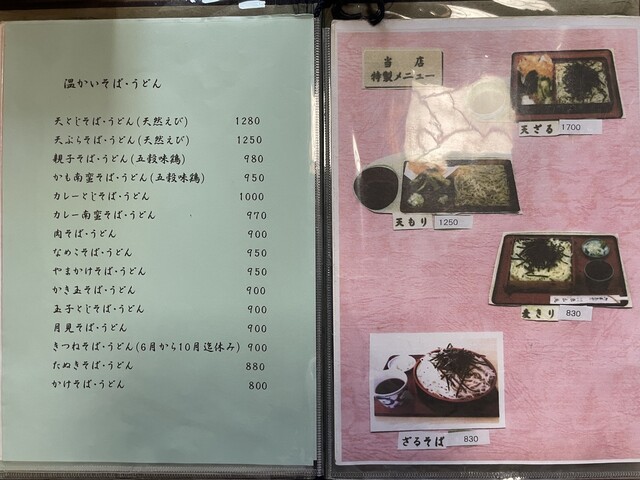 温かいそば・うどん
天とじそば・うどん(天然えび) 1280
天ぷらそば・うどん(天然えび) 1250
親子そば・うどん(五穀味鶏) 980
かも南蛮そば・うどん(五穀味鶏) 950
カレーとじそば・うどん 1000
カレー南蛮そば・うどん 970
肉そば・うどん 900
なめこそば・うどん 950
やまかけそば・うどん 950
かき玉そば・うどん 900
玉子とじそば・うどん 900
月見そば・うどん 900
きつねそば・うどん(6月から10月迄休み) 900
たぬきそば・うどん 880
かけそば・うどん 800
当店
特製メニュー
天ざる 1700
天もり 1250
麦きり 830
ざるそば 830